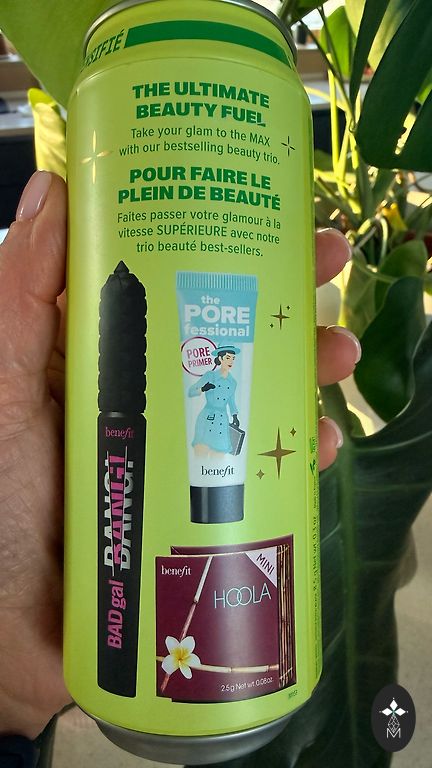 SIFIÉ
THE ULTIMATE
BEAUTY FUEL
Take your glam to the MAX
with our bestselling beauty trio.
POUR FAIRE LE
PLEIN DE BEAUTÉ
Faites passer votre glamour à la
vitesse SUPÉRIEURE avec notre
trio beauté best-sellers.
the
PORE
fessional
PORE
PRIMER
benefit
benefit
BADgal BANG!
benefit
MINI
HOOLA
2.5g Net wt. 0.08oz.
M